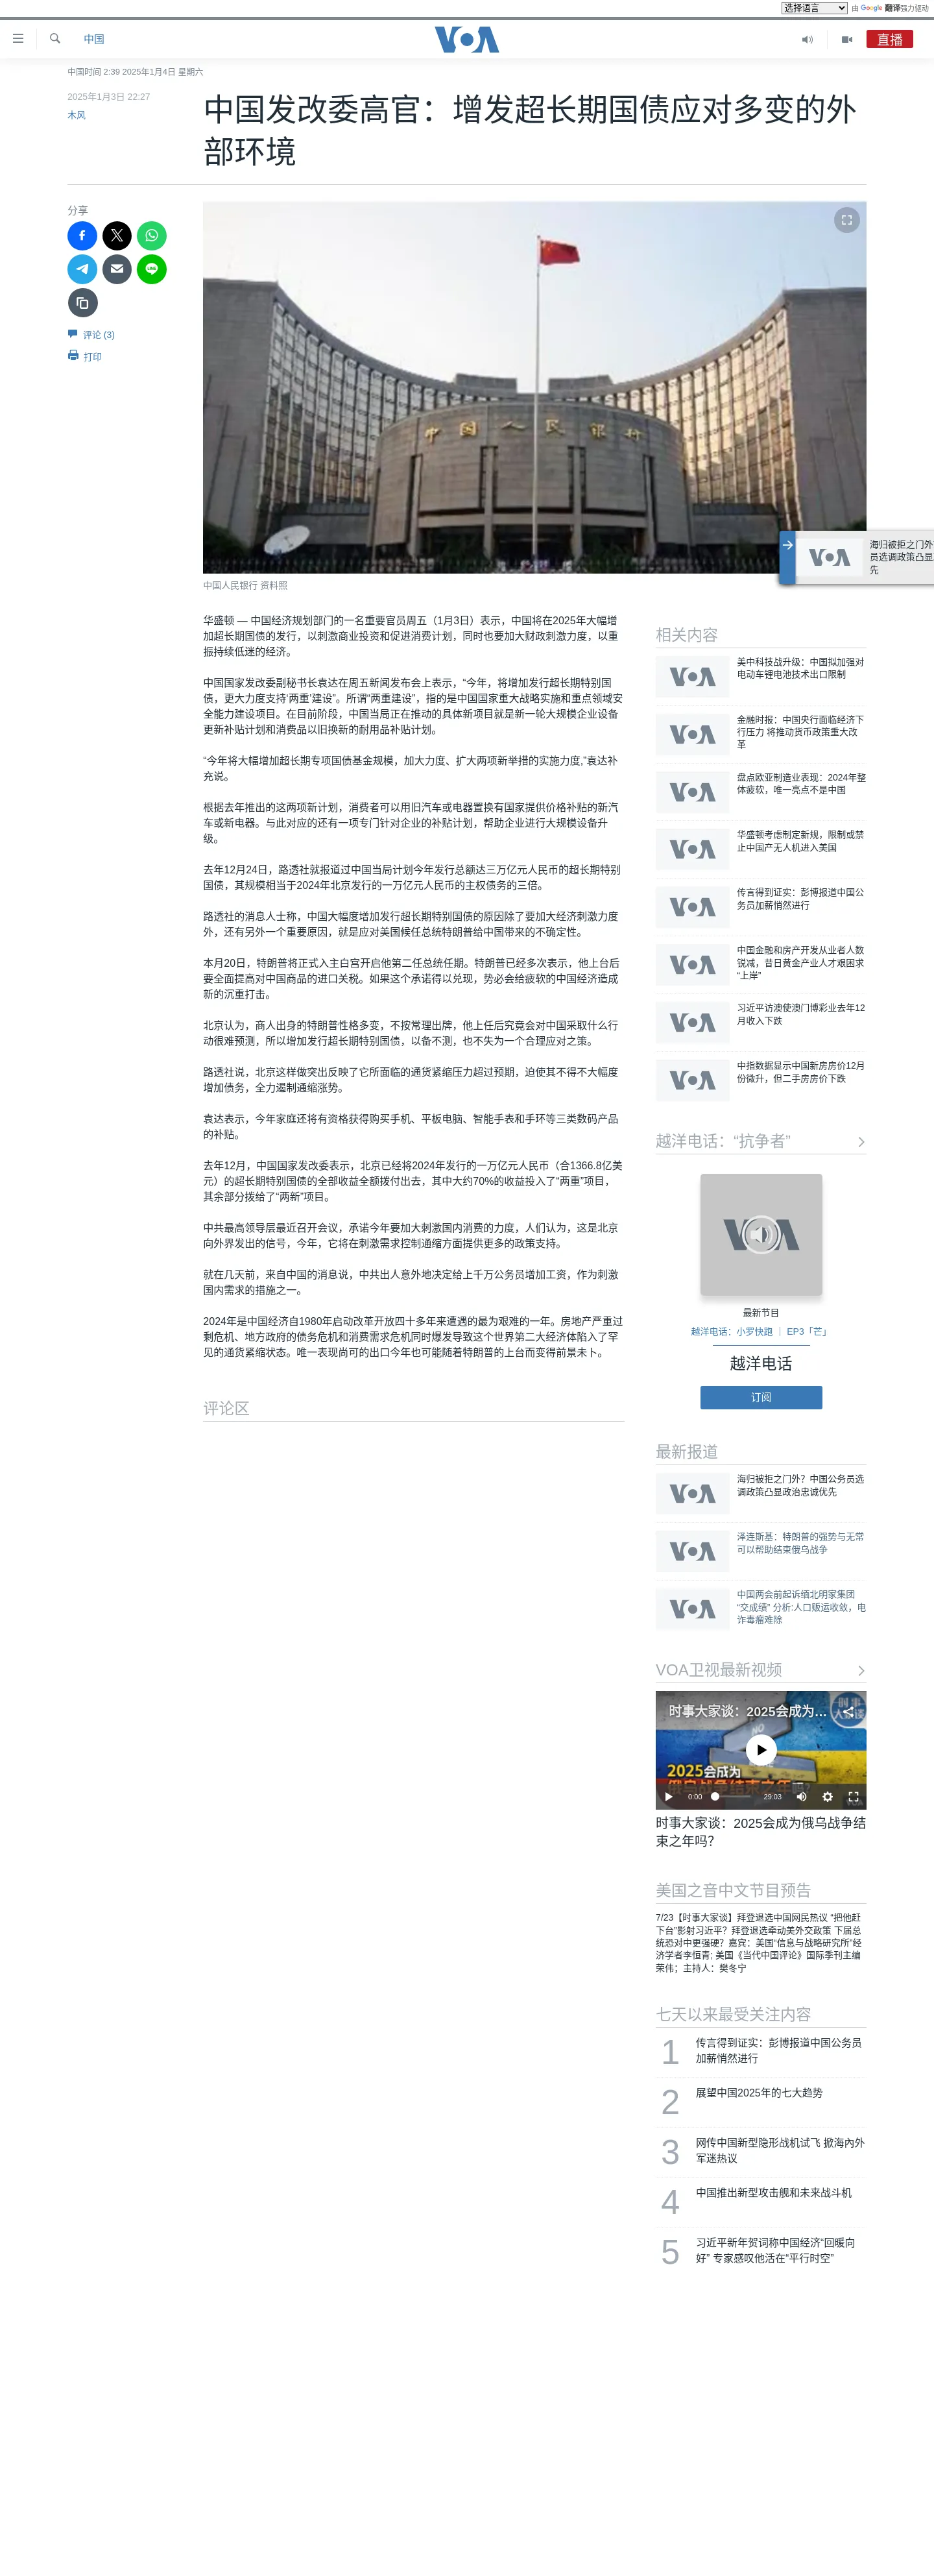 选择语言 由 Google 翻译强力驱动
中国
VOA
直播
中国时间 2:39 2025年1月4日 星期六
2025年1月3日 22:27
木风
中国发改委高官：增发超长期国债应对多变的外
部环境
分享
评论 (3)
打印
中国人民银行
中国人民银行 资料照
海归被拒之门外
员选调政策凸显
先
华盛顿 — 中国经济规划部门的一名重要官员周五（1月3日）表示，中国将在2025年大幅增
加超长期国债的发行，以刺激商业投资和促进消费计划，同时也要加大财政刺激力度，以重
振持续低迷的经济。
中国国家发改委副秘书长袁达在周五新闻发布会上表示，“今年，将增加发行超长期特别国
债，更大力度支持‘两重’建设”。所谓“两重建设”，指的是中国国家重大战略实施和重点领域安
全能力建设项目。在目前阶段，中国当局正在推动的具体新项目就是新一轮大规模企业设备
更新补贴计划和消费品以旧换新的耐用品补贴计划。
“今年将大幅增加超长期专项国债基金规模，加大力度、扩大两项新举措的实施力度,”袁达补
充说。
根据去年推出的这两项新计划，消费者可以用旧汽车或电器置换有国家提供价格补贴的新汽
车或新电器。与此对应的还有一项专门针对企业的补贴计划，帮助企业进行大规模设备升
级。
去年12月24日，路透社就报道过中国当局计划今年发行总额达三万亿元人民币的超长期特别
国债，其规模相当于2024年北京发行的一万亿元人民币的主权债务的三倍。
路透社的消息人士称，中国大幅度增加发行超长期特别国债的原因除了要加大经济刺激力度
外，还有另外一个重要原因，就是应对美国候任总统特朗普给中国带来的不确定性。
本月20日，特朗普将正式入主白宫开启他第二任总统任期。特朗普已经多次表示，他上台后
要全面提高对中国商品的进口关税。如果这个承诺得以兑现，势必会给疲软的中国经济造成
新的沉重打击。
北京认为，商人出身的特朗普性格多变，不按常理出牌，他上任后究竟会对中国采取什么行
动很难预测，所以增加发行超长期特别国债，以备不测，也不失为一个合理应对之策。
路透社说，北京这样做突出反映了它所面临的通货紧缩压力超过预期，迫使其不得不大幅度
增加债务，全力遏制通缩涨势。
袁达表示，今年家庭还将有资格获得购买手机、平板电脑、智能手表和手环等三类数码产品
的补贴。
去年12月，中国国家发改委表示，北京已经将2024年发行的一万亿元人民币（合1366.8亿美
元）的超长期特别国债的全部收益全额拨付出去，其中大约70%的收益投入了“两重”项目，
其余部分拨给了“两新”项目。
中共最高领导层最近召开会议，承诺今年要加大刺激国内消费的力度，人们认为，这是北京
向外界发出的信号，今年，它将在刺激需求控制通缩方面提供更多的政策支持。
就在几天前，来自中国的消息说，中共出人意外地决定给上千万公务员增加工资，作为刺激
国内需求的措施之一。
2024年是中国经济自1980年启动改革开放四十多年来遭遇的最为艰难的一年。房地产严重过
剩危机、地方政府的债务危机和消费需求危机同时爆发导致这个世界第二大经济体陷入了罕
见的通货紧缩状态。唯一表现尚可的出口今年也可能随着特朗普的上台而变得前景未卜。
评论区
相关内容
美中科技战升级：中国拟加强对
电动车锂电池技术出口限制
金融时报：中国央行面临经济下
行压力 将推动货币政策重大改
革
盘点欧亚制造业表现：2024年整
体疲软，唯一亮点不是中国
华盛顿考虑制定新规，限制或禁
止中国产无人机进入美国
传言得到证实：彭博报道中国公
务员加薪悄然进行
中国金融和房产开发从业者人数
锐减，昔日黄金产业人才艰困求
“上岸”
习近平访澳使澳门博彩业去年12
月收入下跌
中指数据显示中国新房房价12月
份微升，但二手房房价下跌
越洋电话：“抗争者”
最新节目
越洋电话：小罗快跑 ｜ EP3「芒」
越洋电话
订阅
最新报道
海归被拒之门外？中国公务员选
调政策凸显政治忠诚优先
泽连斯基：特朗普的强势与无常
可以帮助结束俄乌战争
中国两会前起诉缅北明家集团
“交成绩” 分析:人口贩运收敛，电
诈毒瘤难除
VOA卫视最新视频
时事大家谈：2025会成为…
时事
大家谈
NO
2025会成为
俄乌战争结束之年吗?
0:00 29:03
时事大家谈：2025会成为俄乌战争结
束之年吗？
美国之音中文节目预告
7/23【时事大家谈】拜登退选中国网民热议 “把他赶
下台”影射习近平？拜登退选牵动美外交政策 下届总
统恐对中更强硬？嘉宾：美国“信息与战略研究所”经
济学者李恒青; 美国《当代中国评论》国际季刊主编
荣伟；主持人：樊冬宁
七天以来最受关注内容
1 传言得到证实：彭博报道中国公务员
加薪悄然进行
2 展望中国2025年的七大趋势
3 网传中国新型隐形战机试飞 掀海內外
军迷热议
4 中国推出新型攻击舰和未来战斗机
5 习近平新年贺词称中国经济“回暖向
好” 专家感叹他活在“平行时空”